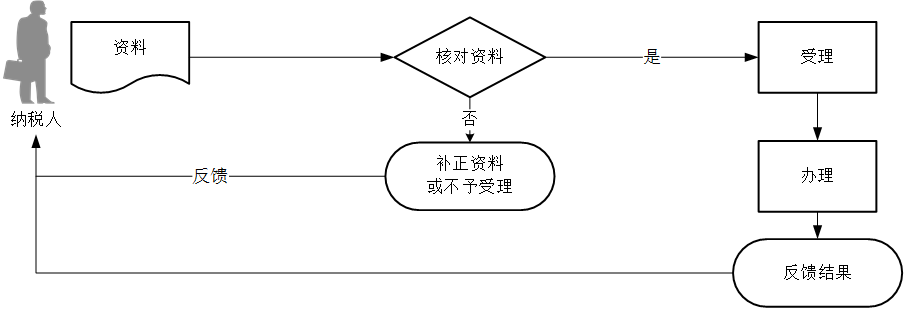 资料
核对资料
是
受理
纳税人
否
补正资料
或不予受理
反馈
办理
反馈结果